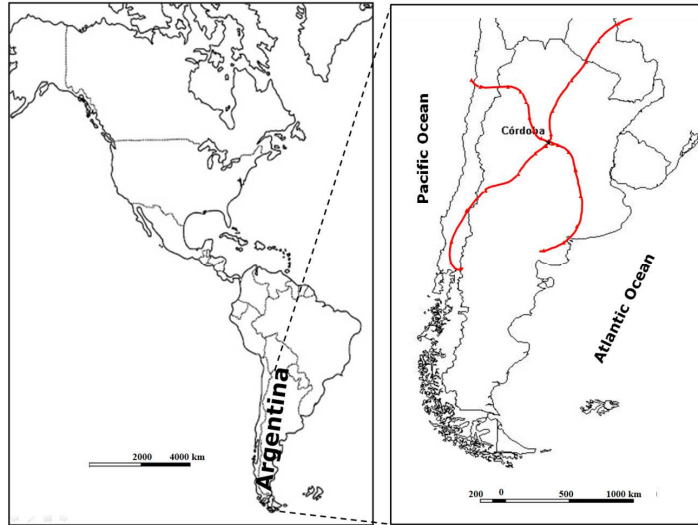 Argentina
2000 4000 km
Pacific Ocean
Córdoba
Atlantic Ocean
200 0 500 1000 km